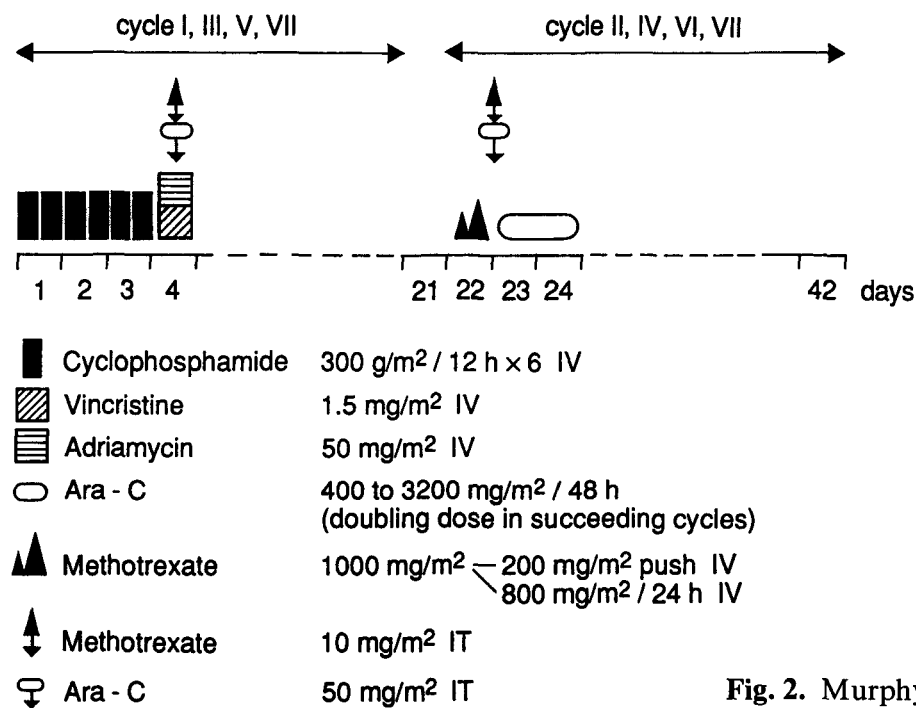 cycle I, III, V, VII
cycle II, IV, VI, VII
1 2 3 4 21 22 23 24 42 days
Cyclophosphamide 300 g/m² / 12 h × 6 IV
Vincristine 1.5 mg/m² IV
Adriamycin 50 mg/m² IV
Ara - C 400 to 3200 mg/m² / 48 h
(doubling dose in succeeding cycles)
Methotrexate 1000 mg/m² 200 mg/m² push IV
800 mg/m² / 24 h IV
Methotrexate 10 mg/m² IT
Ara - C 50 mg/m² IT
Fig. 2. Murphy